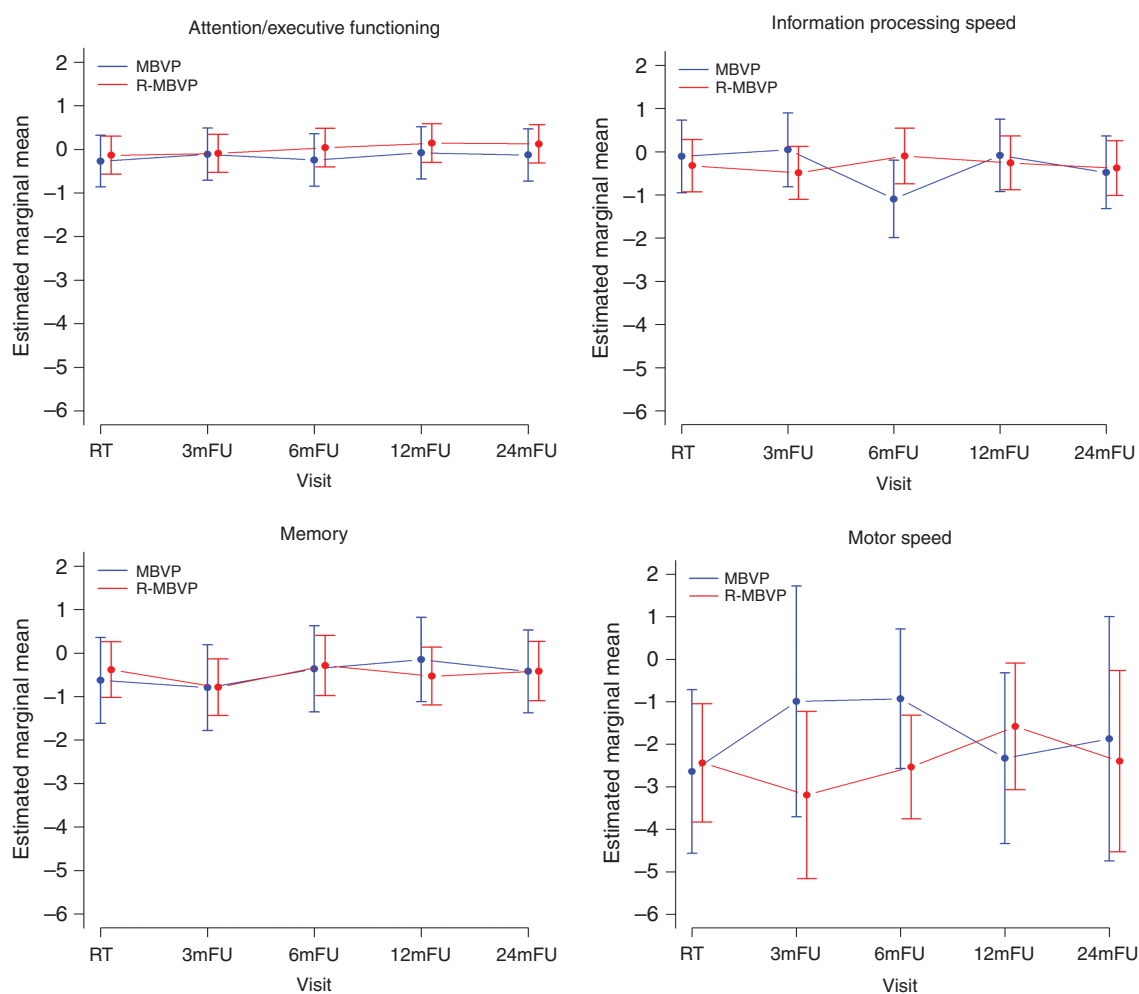 Attention/executive functioning
MBVP
R-MBVP
Estimated marginal mean
2
1
0
−1
−2
−3
−4
−5
−6
RT 3mFU 6mFU 12mFU 24mFU
Visit
Information processing speed
MBVP
R-MBVP
Estimated marginal mean
2
1
0
−1
−2
−3
−4
−5
−6
RT 3mFU 6mFU 12mFU 24mFU
Visit
Memory
MBVP
R-MBVP
Estimated marginal mean
2
1
0
−1
−2
−3
−4
−5
−6
RT 3mFU 6mFU 12mFU 24mFU
Visit
Motor speed
MBVP
R-MBVP
Estimated marginal mean
2
1
0
−1
−2
−3
−4
−5
−6
RT 3mFU 6mFU 12mFU 24mFU
Visit